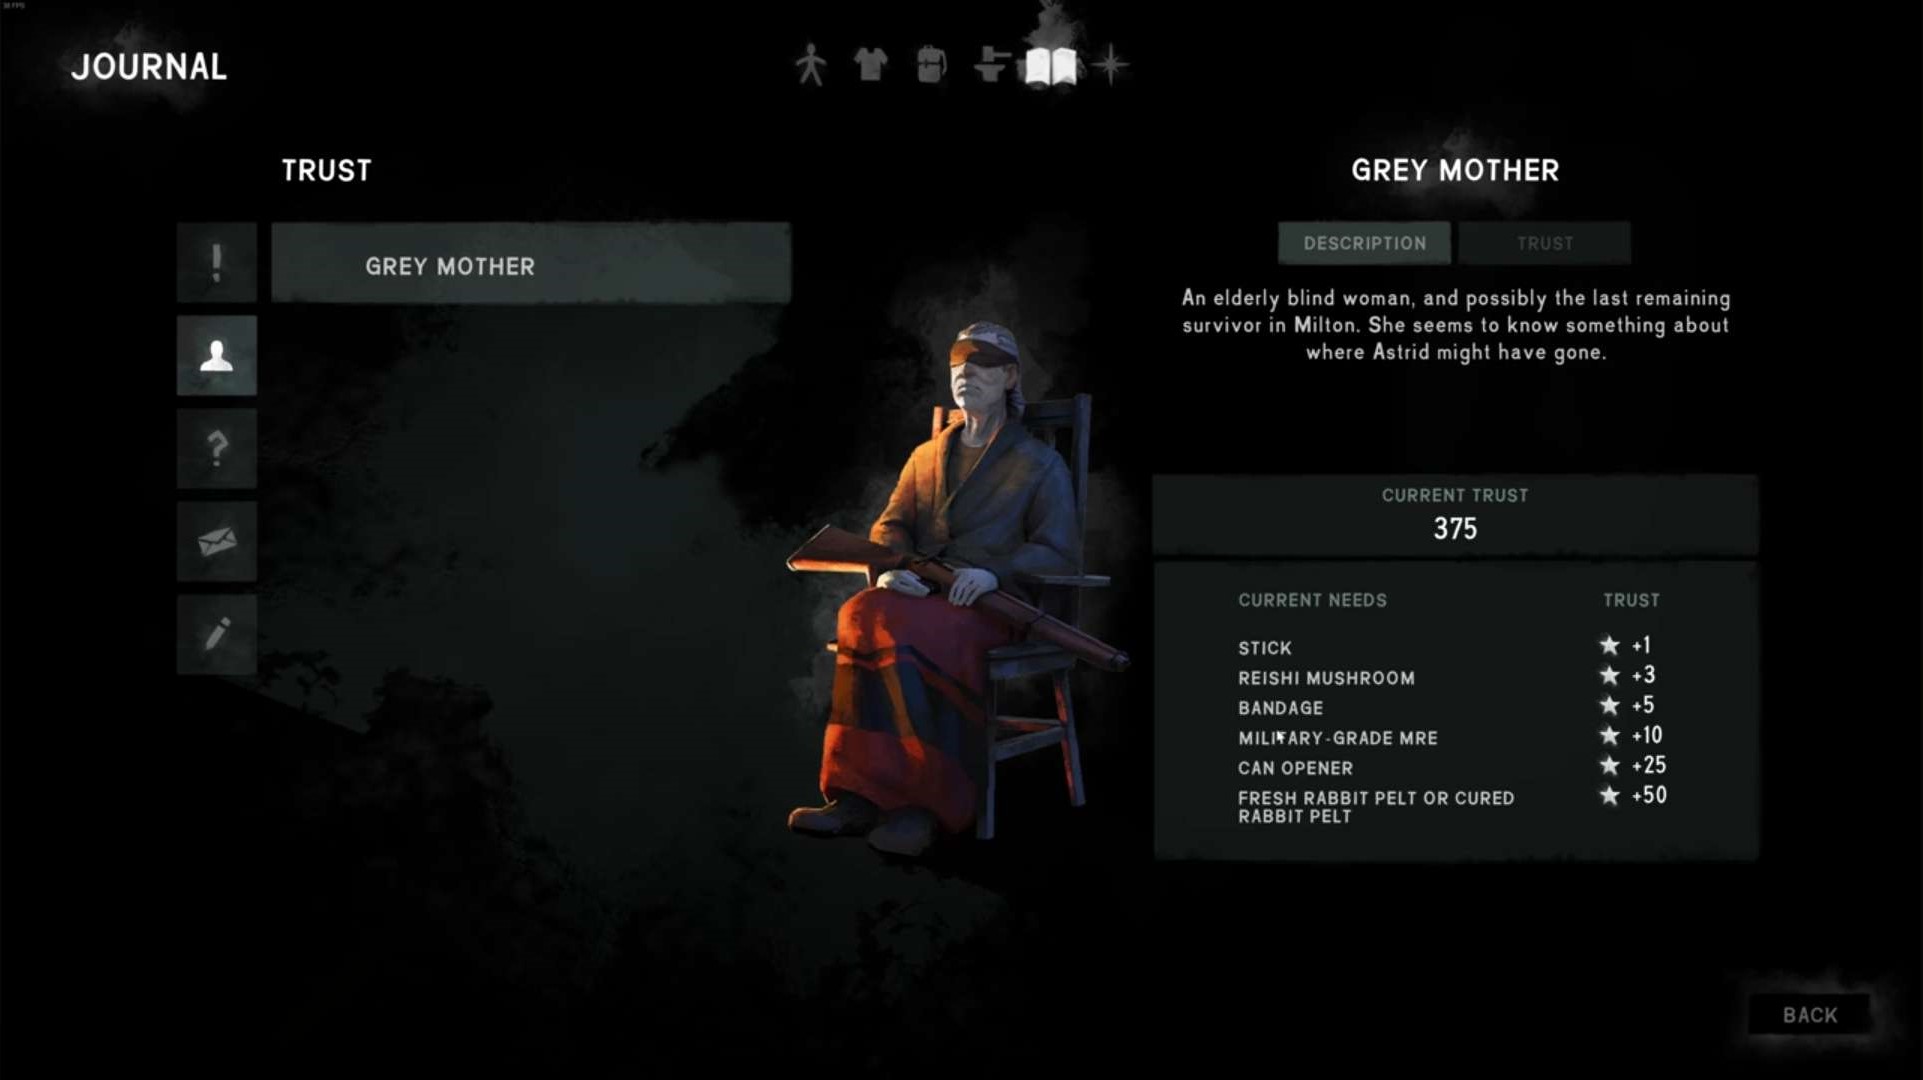 38 FPS
JOURNAL
TRUST
GREY MOTHER
GREY MOTHER
DESCRIPTION
TRUST
An elderly blind woman, and possibly the last remaining
survivor in Milton. She seems to know something about
where Astrid might have gone.
CURRENT TRUST
375
CURRENT NEEDS
TRUST
STICK +1
REISHI MUSHROOM +3
BANDAGE +5
MILITARY-GRADE MRE +10
CAN OPENER +25
FRESH RABBIT PELT OR CURED +50
RABBIT PELT
BACK